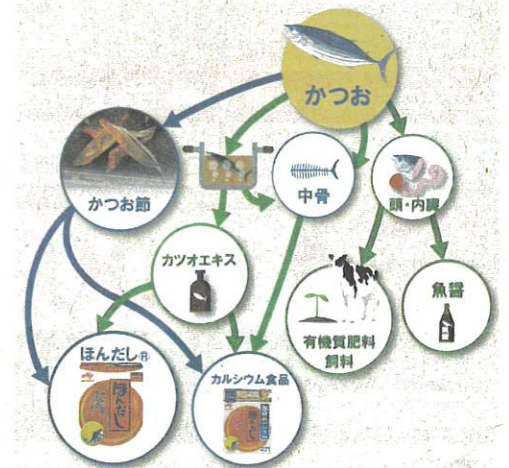 かつお
かつお節
中骨
頭・内臓
カツオエキス
有機質肥料
飼料
魚醤
ほんだし®
ほんだし
カルシウム食品